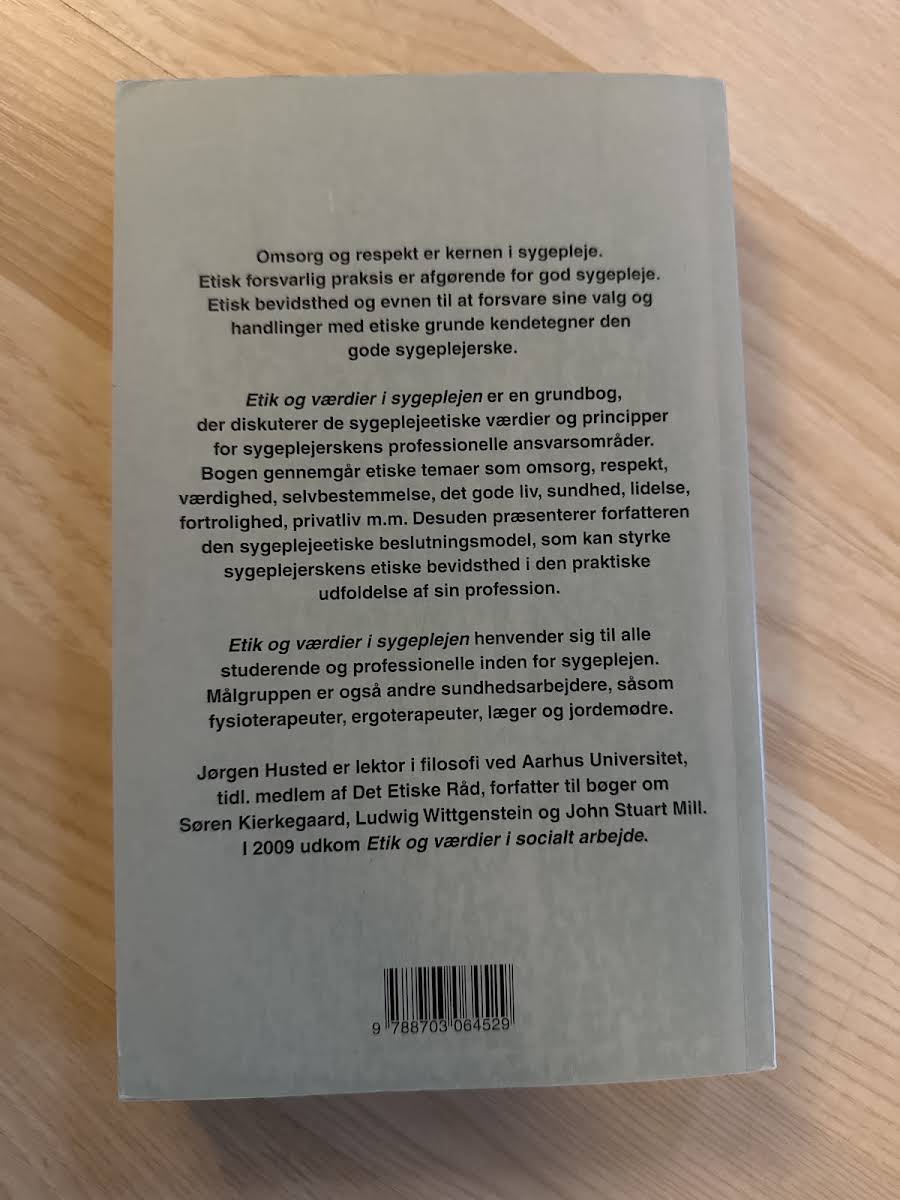 Omsorg og respekt er kernen i sygepleje.
Etisk forsvarlig praksis er afgørende for god sygepleje.
Etisk bevidsthed og evnen til at forsvare sine valg og
handlinger med etiske grunde kendetegner den
gode sygeplejerske.
Etik og værdier i sygeplejen er en grundbog,
der diskuterer de sygeplejeetiske værdier og principper
for sygeplejerskens professionelle ansvarsområder.
Bogen gennemgår etiske temaer som omsorg, respekt,
værdighed, selvbestemmelse, det gode liv, sundhed, lidelse,
fortrolighed, privatliv m.m. Desuden præsenterer forfatteren
den sygeplejeetiske beslutningsmodel, som kan styrke
sygeplejerskens etiske bevidsthed i den praktiske
udfoldelse af sin profession.
Etik og værdier i sygeplejen henvender sig til alle
studerende og professionelle inden for sygeplejen.
Målgruppen er også andre sundhedsarbejdere, såsom
fysioterapeuter, ergoterapeuter, læger og jordemødre.
Jørgen Husted er lektor i filosofi ved Aarhus Universitet,
tidl. medlem af Det Etiske Råd, forfatter til bøger om
Søren Kierkegaard, Ludwig Wittgenstein og John Stuart Mill.
I 2009 udkom Etik og værdier i socialt arbejde.
9 788703 064529